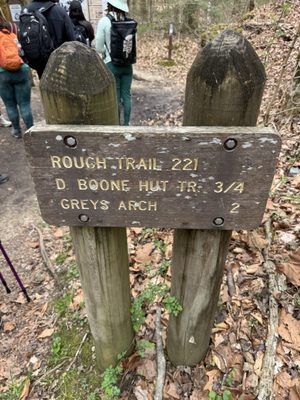 ROUGH TRAIL 221
D BOONE HUT TR. 3/4
GREYS ARCH 2